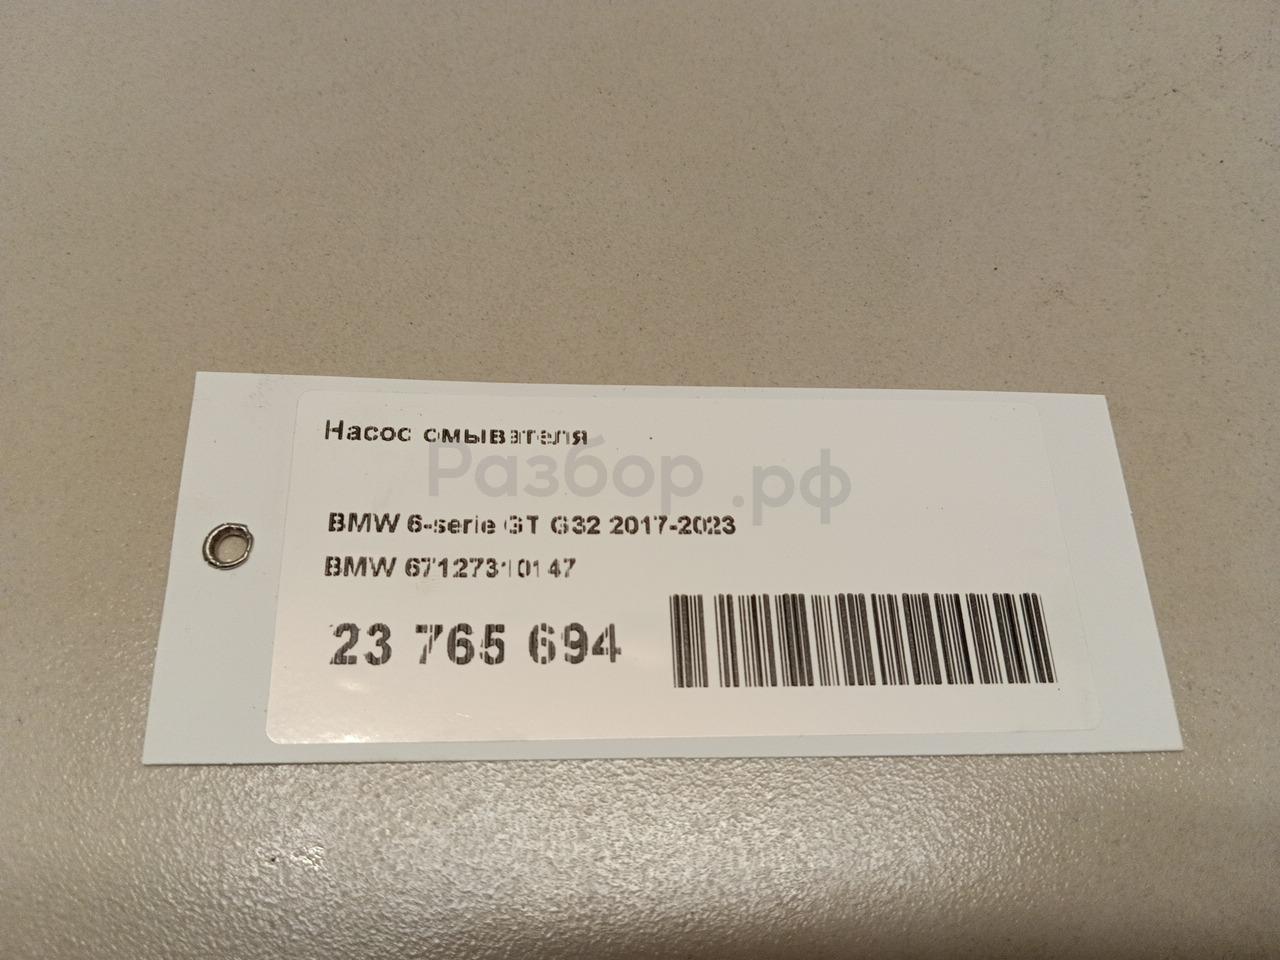 Насос омывателя
Разбор.рф
BMW 6-serie GT G32 2017-2023
BMW 67127310147
23 765 694